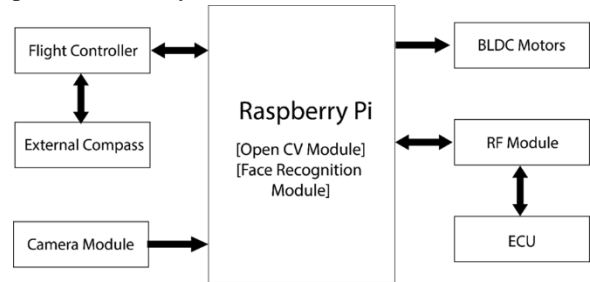 Flight Controller
External Compass
Camera Module
Raspberry Pi
[Open CV Module]
[Face Recognition
Module]
BLDC Motors
RF Module
ECU